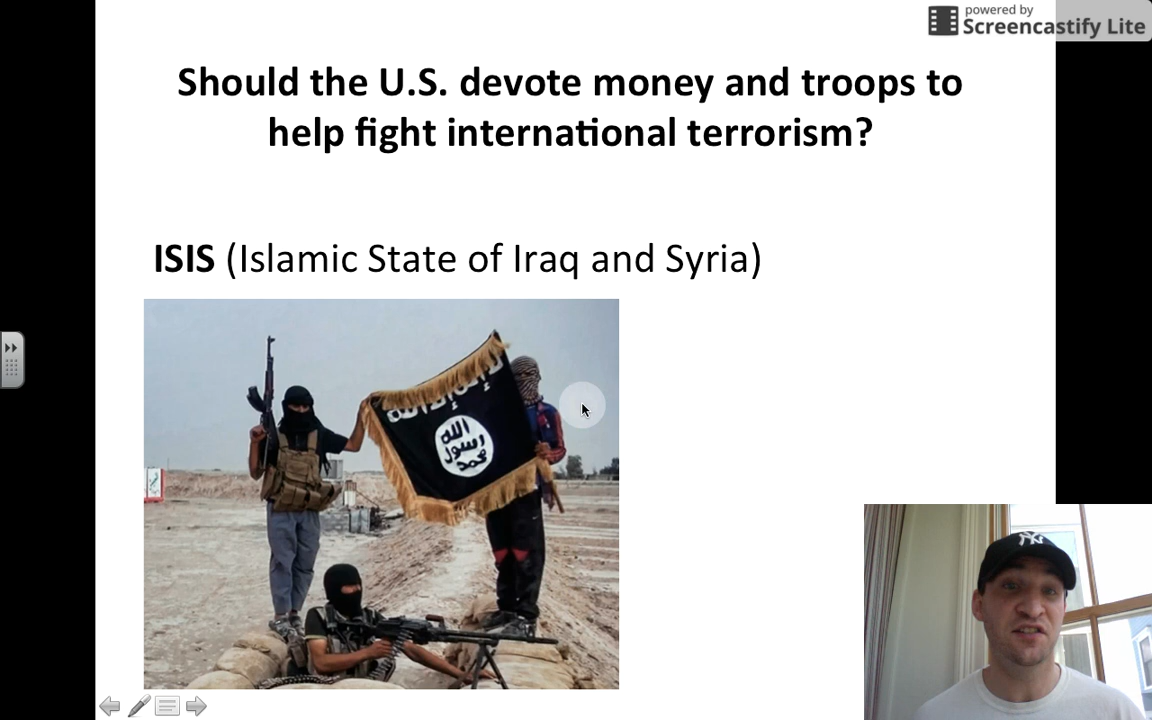 powered by
Screencastify Lite
Should the U.S. devote money and troops to
help fight international terrorism?
ISIS (Islamic State of Iraq and Syria)
الله
رسول
محمد
NY